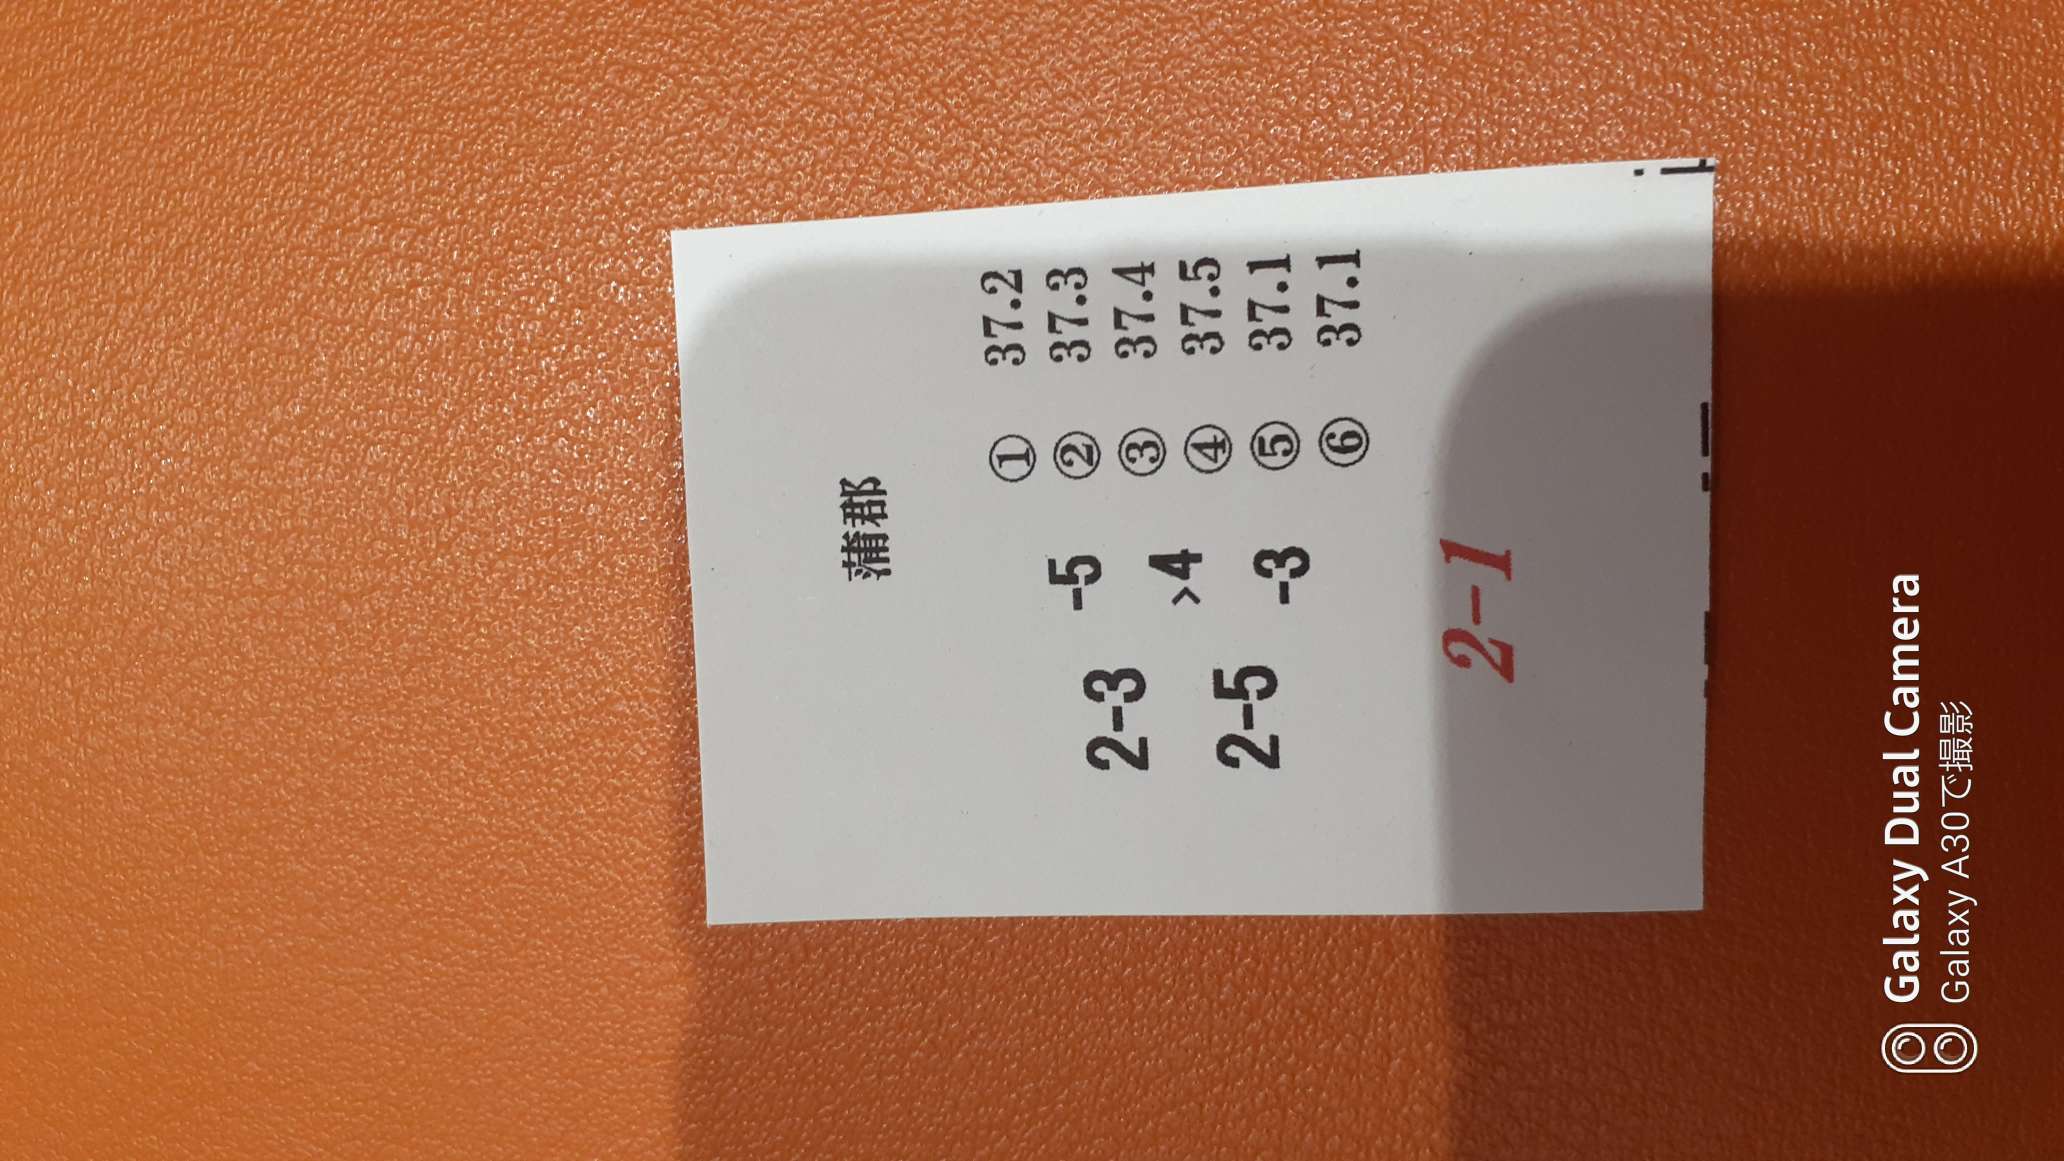 蒲郡
① 37.2
-5 ② 37.3
2-3 ③ 37.4
>4 ④ 37.5
2-5
-3 ⑤ 37.1
⑥ 37.1
2-1
Galaxy Dual Camera
Galaxy A30で撮影